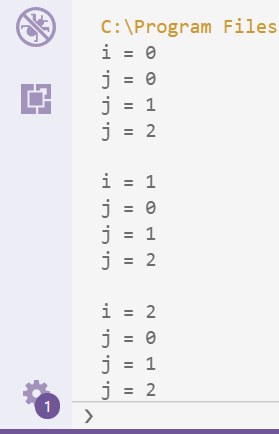 C:\Program Files
i = 0
j = 0
j = 1
j = 2
i = 1
j = 0
j = 1
j = 2
i = 2
j = 0
j = 1
j = 2
1